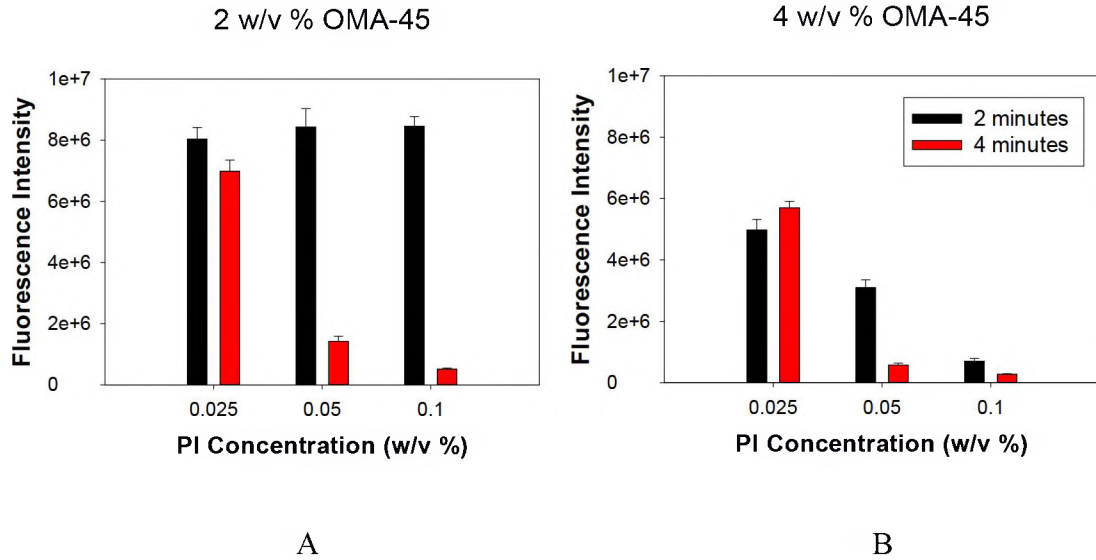 2 w/v % OMA-45
4 w/v % OMA-45
Fluorescence Intensity
1e+7
8e+6
6e+6
4e+6
2e+6
0
0.025 0.05 0.1
PI Concentration (w/v %)
A
Fluorescence Intensity
1e+7
8e+6
6e+6
4e+6
2e+6
0
2 minutes
4 minutes
0.025 0.05 0.1
PI Concentration (w/v %)
B